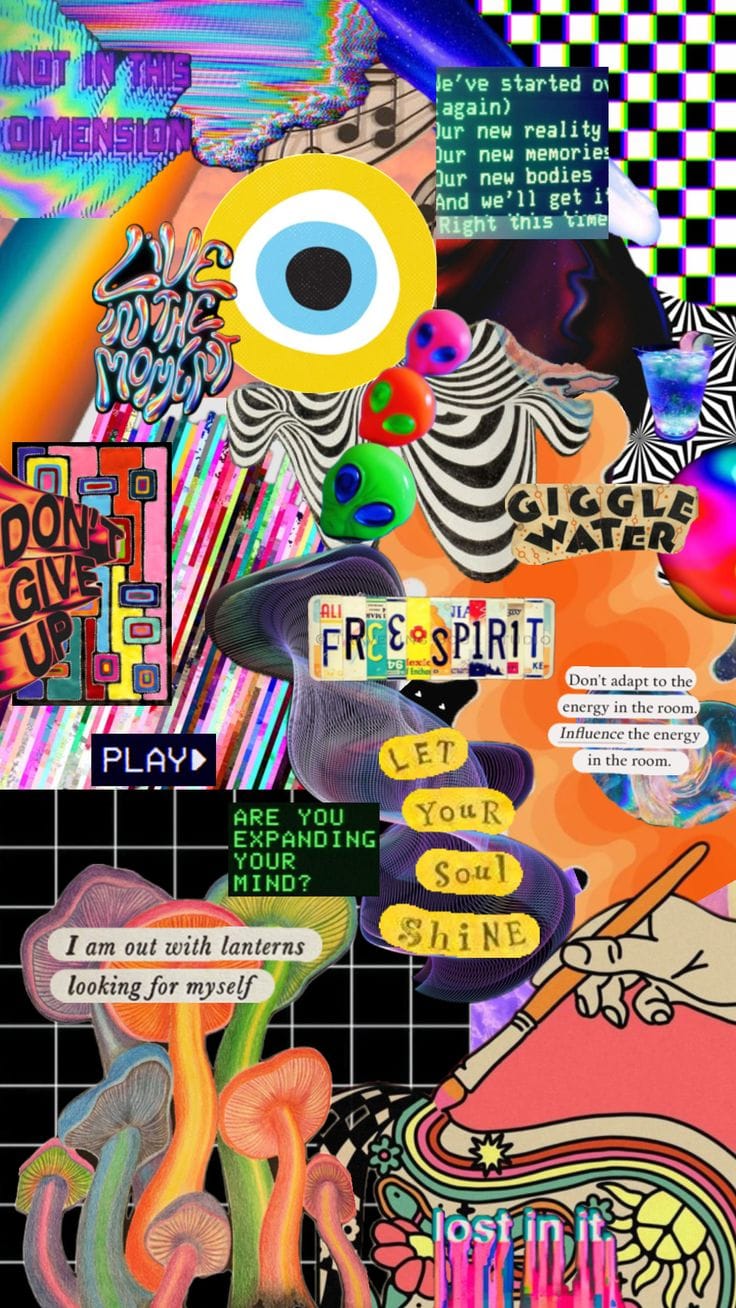 NOT IN THIS
DIMENSION
We've started ov
(again)
Our new reality
Our new memories
Our new bodies
And we'll get it
Right this time
LIVE
IN THE
MOMENT
GIGGLE
WATER
DON'T
GIVE
UP
FREE SPIRIT
Don't adapt to the
energy in the room.
Influence the energy
in the room.
PLAY
LET
YouR
Soul
SHiNE
ARE YOU
EXPANDING
YOUR
MIND?
I am out with lanterns
looking for myself
lost in it.